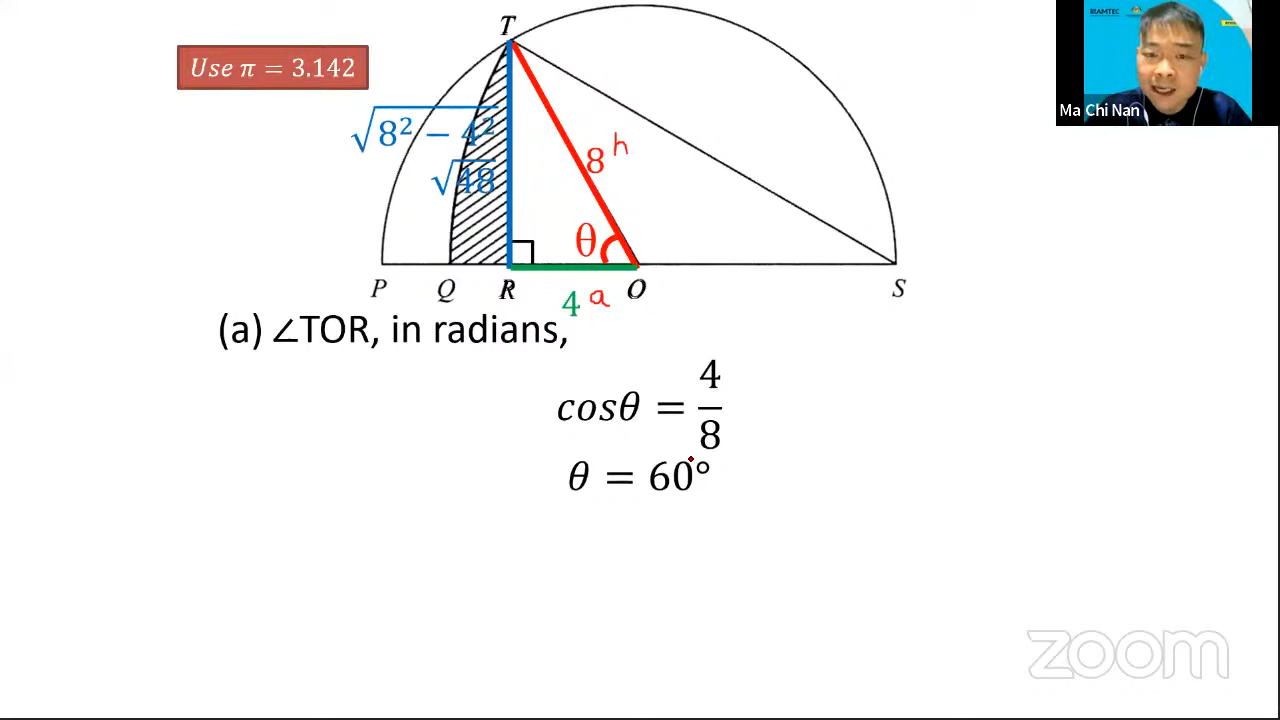 T
Use π = 3.142
√8² − 4²
√48
8 h
θ
P Q R O S
4 a
(a) ∠TOR, in radians,
cosθ = 4/8
θ = 60°
Ma Chi Nan
zoom